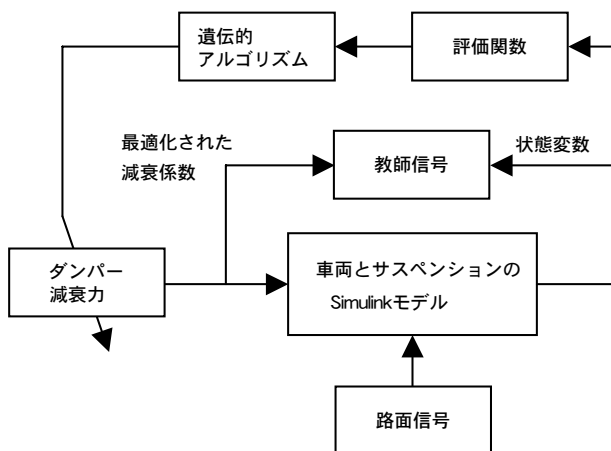 遺伝的
アルゴリズム
評価関数
最適化された
減衰係数
教師信号
状態変数
ダンパー
減衰力
車両とサスペンションの
Simulinkモデル
路面信号